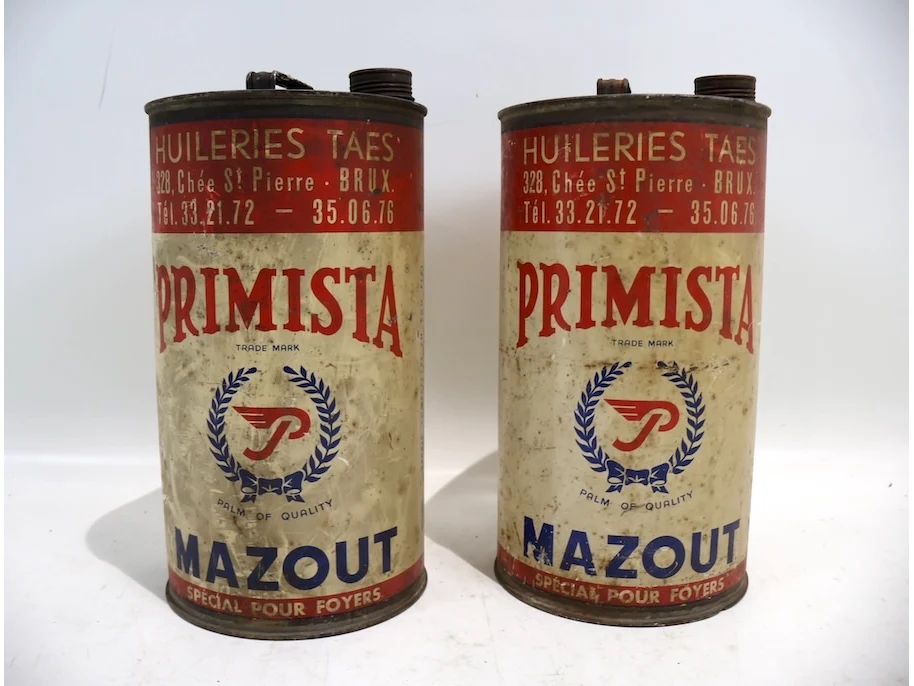 HUILERIES TAES
328, Chée St Pierre · BRUX.
Tél. 33.21.72 — 35.06.76
PRIMISTA
TRADE MARK
P
PALM OF QUALITY
MAZOUT
SPÉCIAL POUR FOYERS
HUILERIES TAES
328, Chée St Pierre · BRUX.
Tél. 33.21.72 — 35.06.76
PRIMISTA
TRADE MARK
P
PALM OF QUALITY
MAZOUT
SPÉCIAL POUR FOYERS